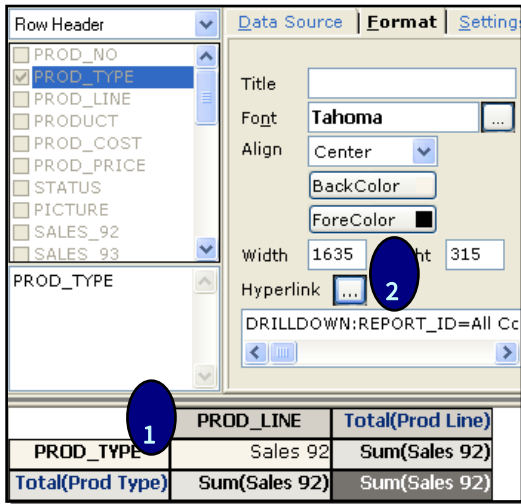 Row Header
PROD_NO
PROD_TYPE
PROD_LINE
PRODUCT
PROD_COST
PROD_PRICE
STATUS
PICTURE
SALES_92
SALES_93
PROD_TYPE
Data Source Format Settings
Title
Font Tahoma ...
Align Center
BackColor
ForeColor
Width 1635 ht 315
Hyperlink ... 2
DRILLDOWN:REPORT_ID=All Co
1
PROD_LINE Total(Prod Line)
PROD_TYPE Sales 92 Sum(Sales 92)
Total(Prod Type) Sum(Sales 92) Sum(Sales 92)